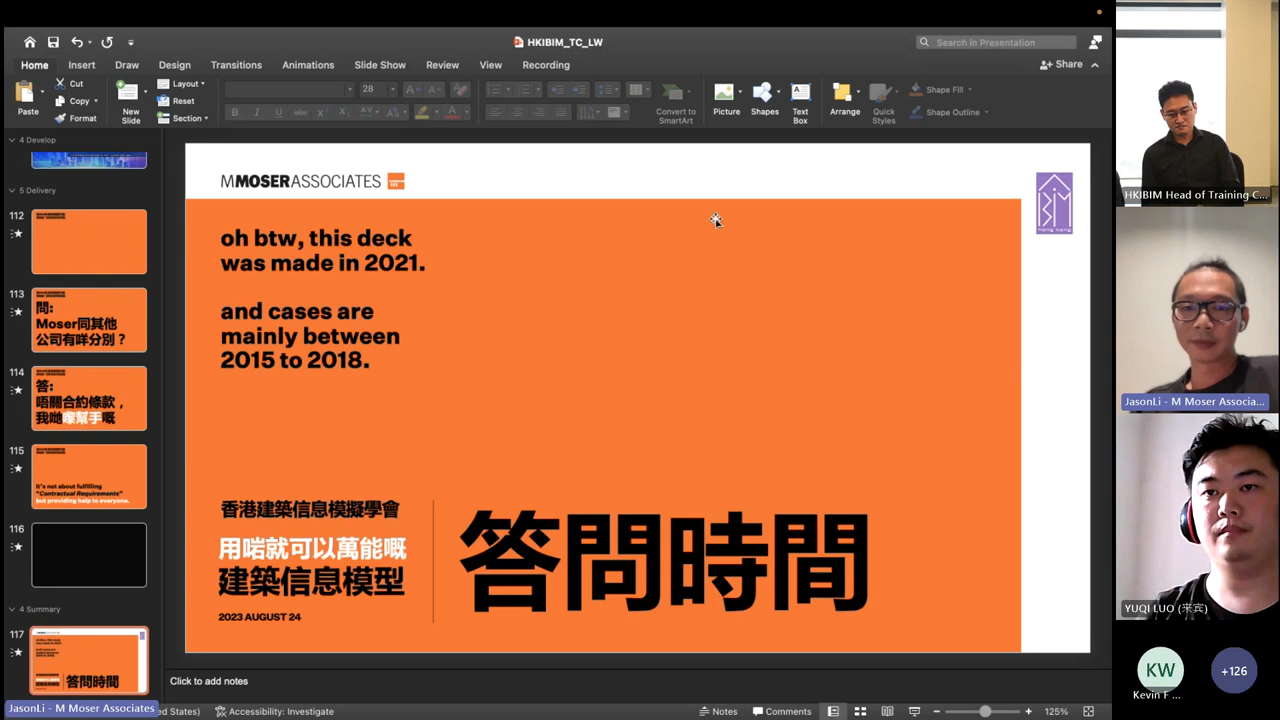 HKIBIM_TC_LW
Search in Presentation
Home Insert Draw Design Transitions Animations Slide Show Review View Recording
Share
Paste
Cut
Copy
Format
New Slide
Layout
Reset
Section
28
Convert to SmartArt
Picture
Shapes
Text Box
Arrange
Quick Styles
Shape Fill
Shape Outline
4 Develop
5 Delivery
112
113
問:
Moser同其他
公司有咩分別？
114
答:
唔關合約條款，
我哋嚟幫手嘅
115
It's not about fulfilling
"Contractual Requirements"
but providing help to everyone.
116
4 Summary
117
答問時間
MMOSERASSOCIATES
BIM
HONG KONG
oh btw, this deck
was made in 2021.
and cases are
mainly between
2015 to 2018.
香港建築信息模擬學會
用啱就可以萬能嘅
建築信息模型
2023 AUGUST 24
答問時間
Click to add notes
JasonLi - M Moser Associates
d States)
Accessibility: Investigate
Notes
Comments
125%
HKIBIM Head of Training C...
JasonLi - M Moser Associa...
YUQI LUO (来宾)
KW
Kevin F ...
+126